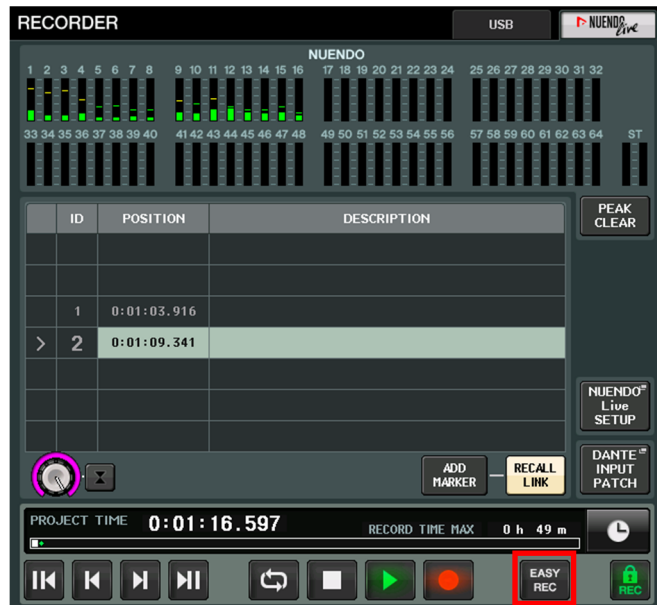 RECORDER
USB
NUENDO live
NUENDO
1 2 3 4 5 6 7 8 9 10 11 12 13 14 15 16 17 18 19 20 21 22 23 24 25 26 27 28 29 30 31 32
33 34 35 36 37 38 39 40 41 42 43 44 45 46 47 48 49 50 51 52 53 54 55 56 57 58 59 60 61 62 63 64 ST
PEAK
CLEAR
ID POSITION DESCRIPTION
1 0:01:03.916
> 2 0:01:09.341
NUENDO
Live
SETUP
ADD
MARKER
RECALL
LINK
DANTE
INPUT
PATCH
PROJECT TIME 0:01:16.597 RECORD TIME MAX 0 h 49 m
EASY
REC
REC